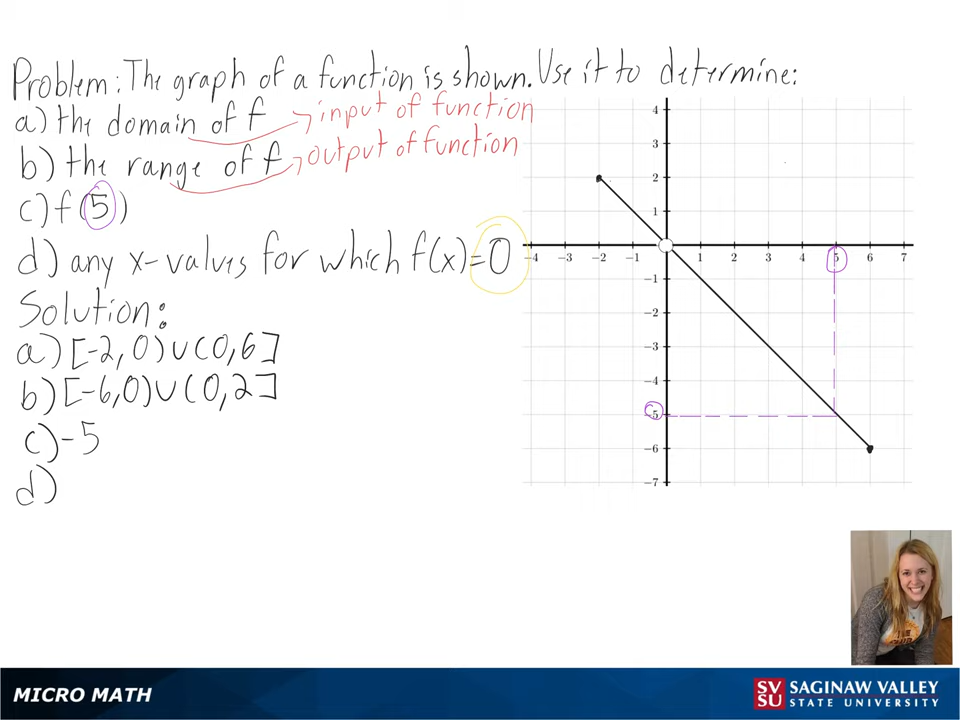 Problem: The graph of a function is shown. Use it to determine:
a) the domain of f → input of function
b) the range of f → output of function
c) f(5)
d) any x-values for which f(x)=0
Solution:
a) [-2,0)∪(0,6]
b) [-6,0)∪(0,2]
c) -5
d)
4
3
2
1
-4 -3 -2 -1 1 2 3 4 5 6 7
-1
-2
-3
-4
-5
-6
-7
MICRO MATH
SV
SU
SAGINAW VALLEY
STATE UNIVERSITY